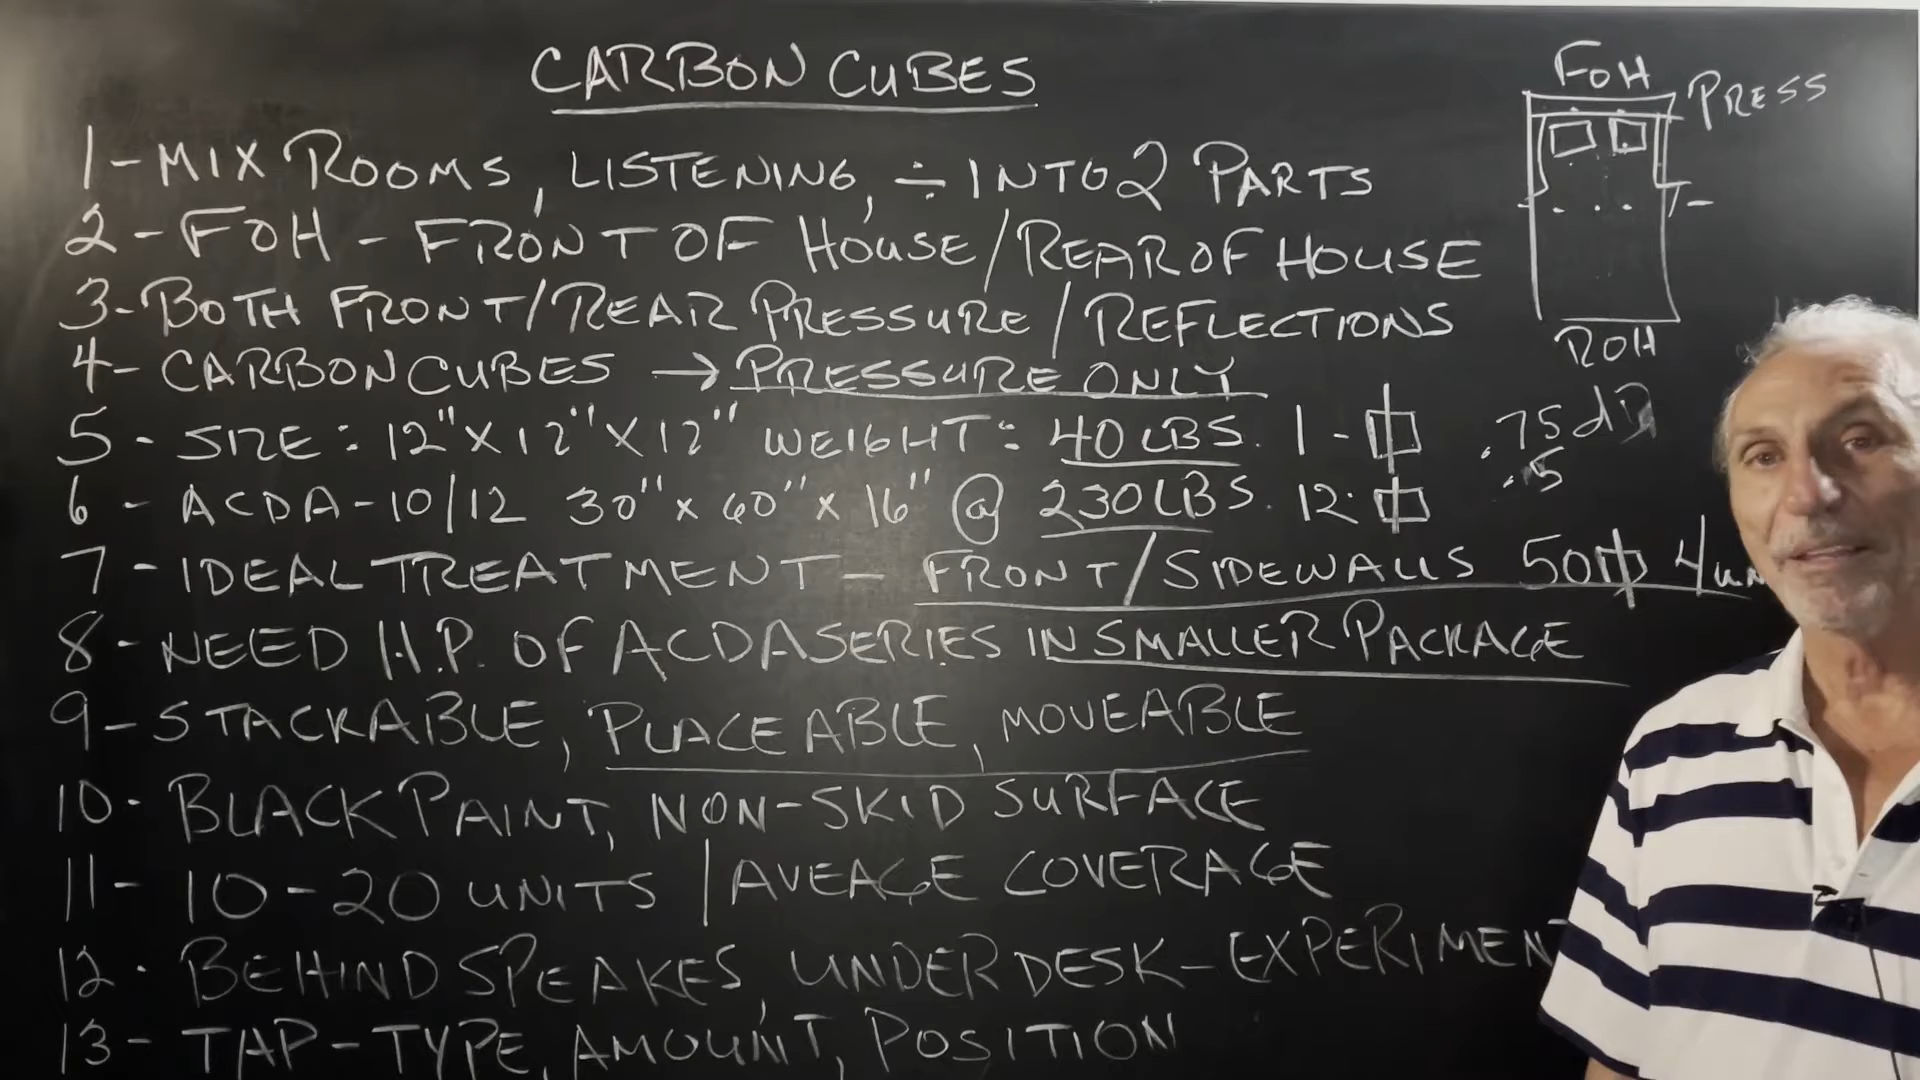 CARBON CUBES
1-MIX ROOMS, LISTENING, ÷ INTO 2 PARTS
2-FOH - FRONT OF HOUSE/REAR OF HOUSE
3-BOTH FRONT/REAR PRESSURE/REFLECTIONS
4-CARBON CUBES → PRESSURE ONLY
5-SIZE: 12"X12"X12" WEIGHT: 40 LBS. 1-
6-ACDA-10/12 30"x60"x16" @ 230 LBS. 12:
7-IDEAL TREATMENT - FRONT/SIDEWALLS 50
8-NEED H.P. OF ACDA SERIES IN SMALLER PACKAGE
9-STACKABLE, PLACEABLE, MOVEABLE
10. BLACK PAINT, NON-SKID SURFACE
11- 10-20 UNITS / AVEAGE COVERAGE
12. BEHIND SPEAKES, UNDER DESK-EXPERIMEN
13-TAP-TYPE, AMOUNT, POSITION
FOH
PRESS
ROH
.75 dB
.5